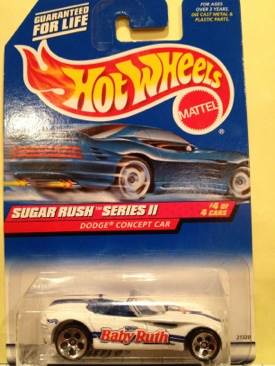 GUARANTEED
FOR LIFE
FOR AGES
OVER 3 YEARS.
DIE CAST METAL &
PLASTIC PARTS.
HOT WHEELS
MATTEL
SUGAR RUSH™ SERIES II
#4 OF
4 CARS
DODGE® CONCEPT CAR
Baby Ruth